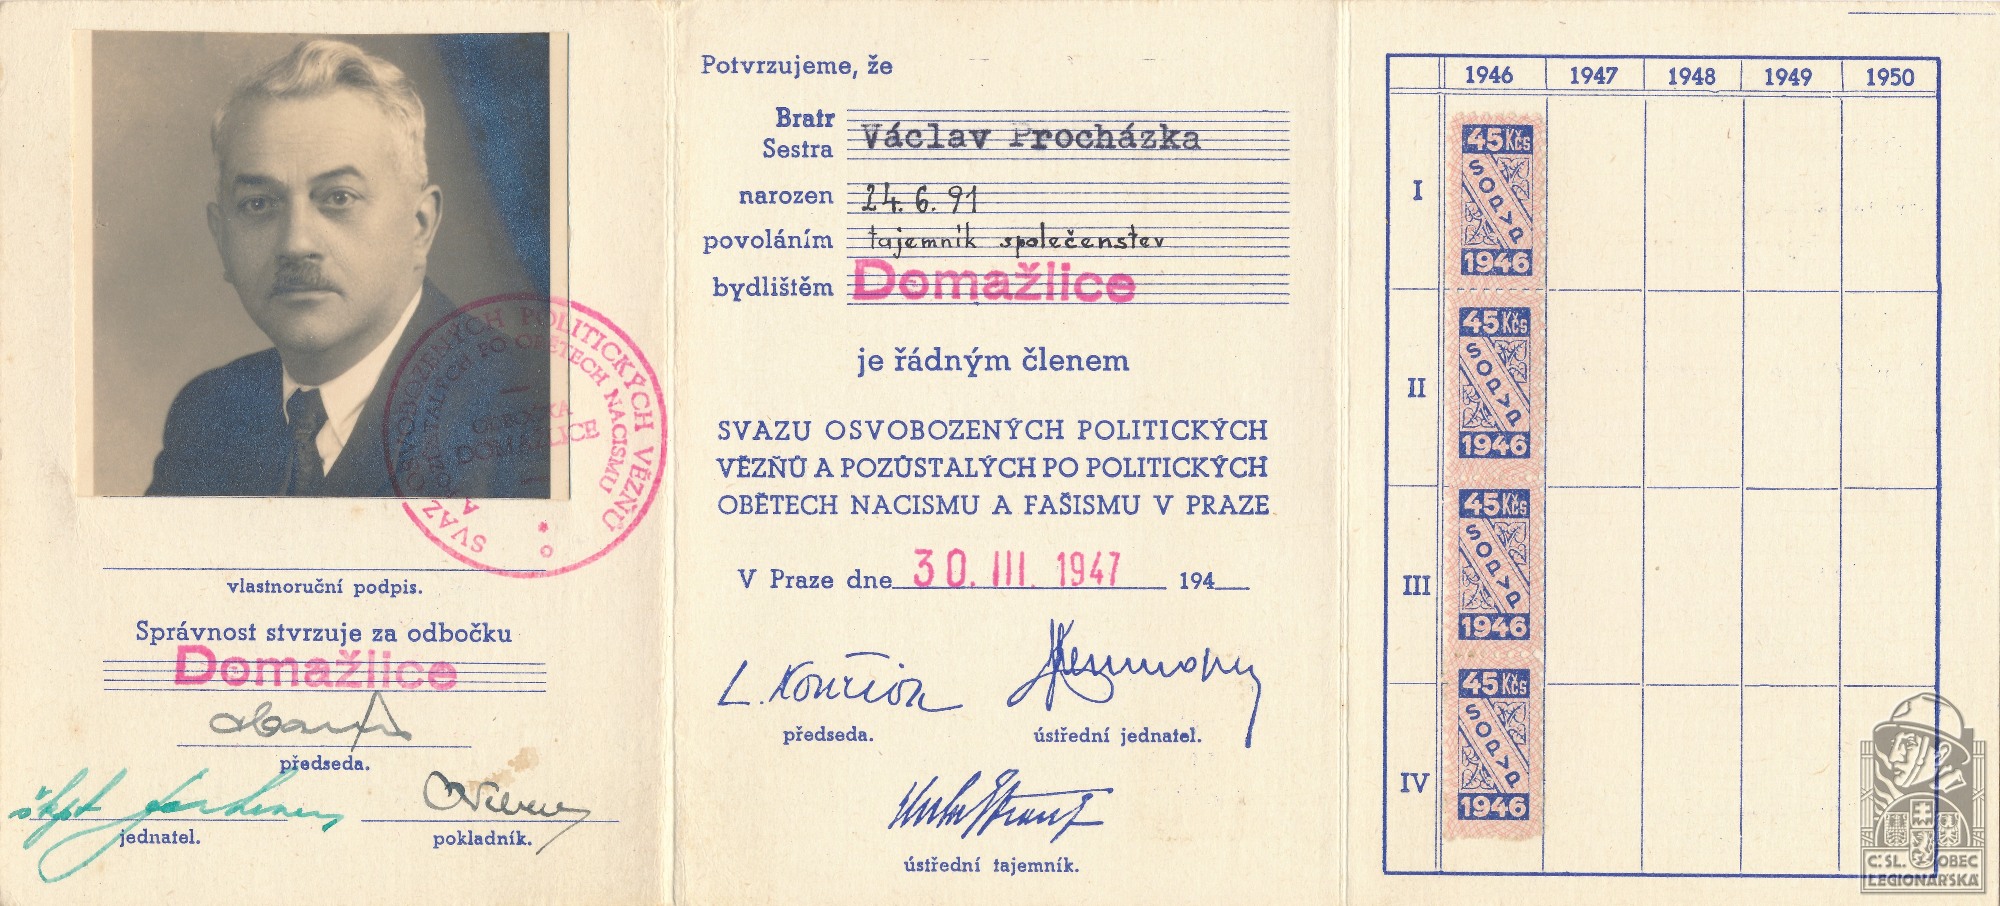 SVAZ OSVOBOZENÝCH POLITICKÝCH VĚZŇŮ
A POZŮSTALÝCH PO OBĚTECH NACISMU
ODBOČKA
DOMAŽLICE
vlastnoruční podpis.
Správnost stvrzuje za odbočku
Domažlice
předseda.
jednatel.
pokladník.
Potvrzujeme, že
Bratr
Sestra
Václav Procházka
narozen 24. 6. 91
povoláním tajemník společenstev
bydlištěm Domažlice
je řádným členem
SVAZU OSVOBOZENÝCH POLITICKÝCH
VĚZŇŮ A POZŮSTALÝCH PO POLITICKÝCH
OBĚTECH NACISMU A FAŠISMU V PRAZE
V Praze dne 30. III. 1947 194
předseda.
ústřední jednatel.
ústřední tajemník.
1946 1947 1948 1949 1950
I
45 Kčs
SOPVP
1946
II
45 Kčs
SOPVP
1946
III
45 Kčs
SOPVP
1946
IV
45 Kčs
SOPVP
1946
Č.SL. OBEC
LEGIONÁŘSKÁ